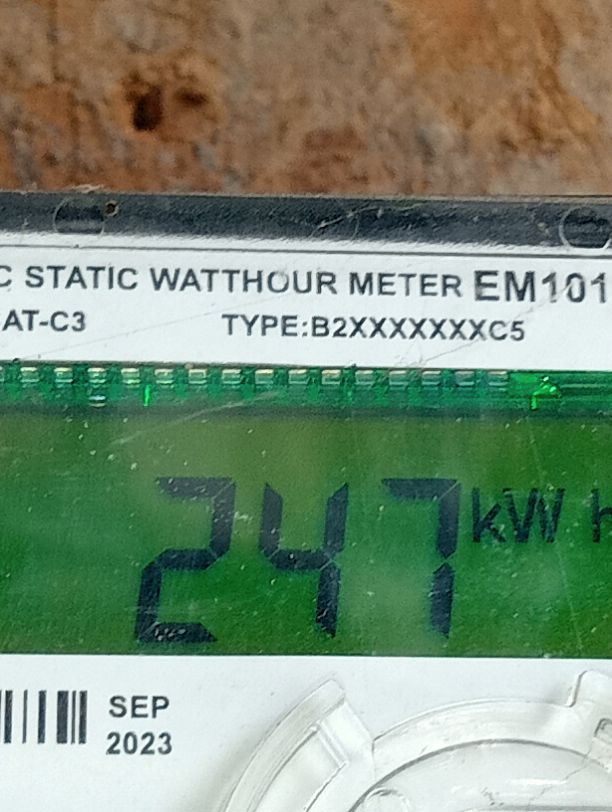 C STATIC WATTHOUR METER EM101
AT-C3 TYPE:B2XXXXXXXC5
247 kW h
SEP
2023